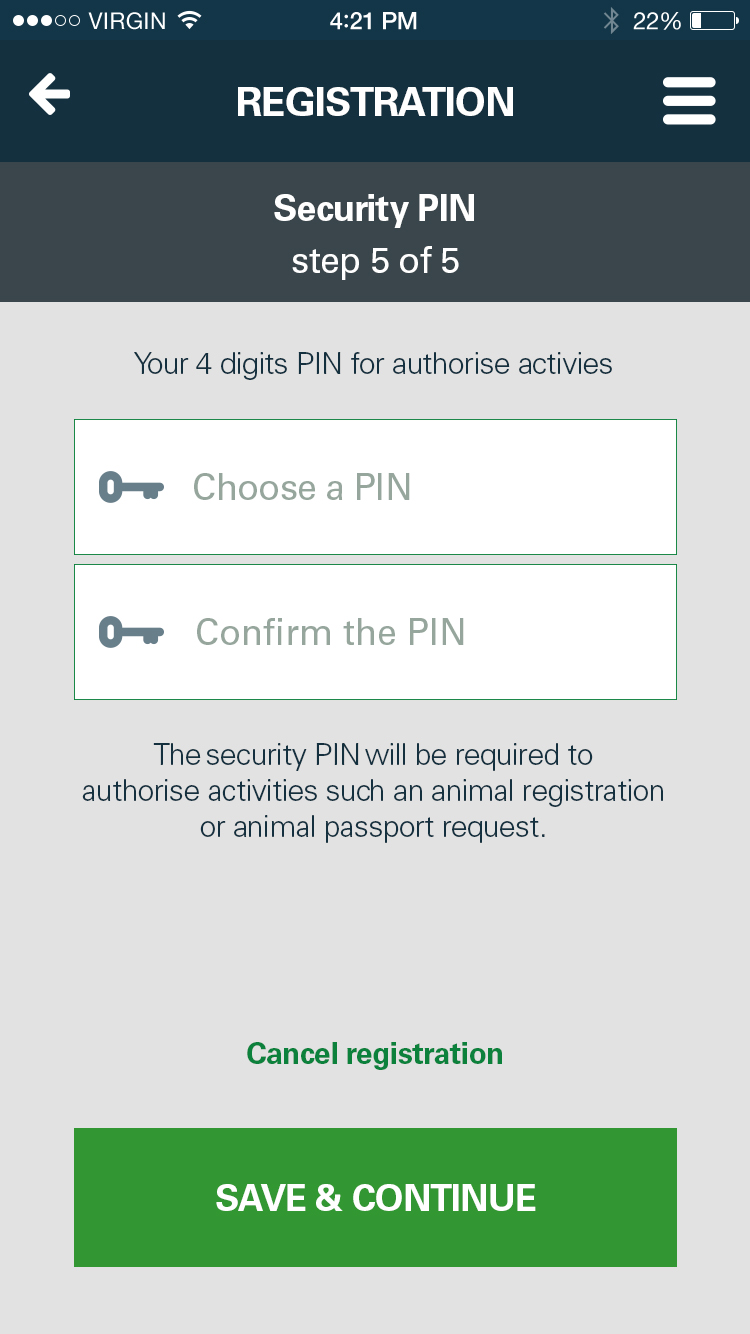 VIRGIN 4:21 PM 22%
REGISTRATION
Security PIN
step 5 of 5
Your 4 digits PIN for authorise activies
Choose a PIN
Confirm the PIN
The security PIN will be required to
authorise activities such an animal registration
or animal passport request.
Cancel registration
SAVE & CONTINUE